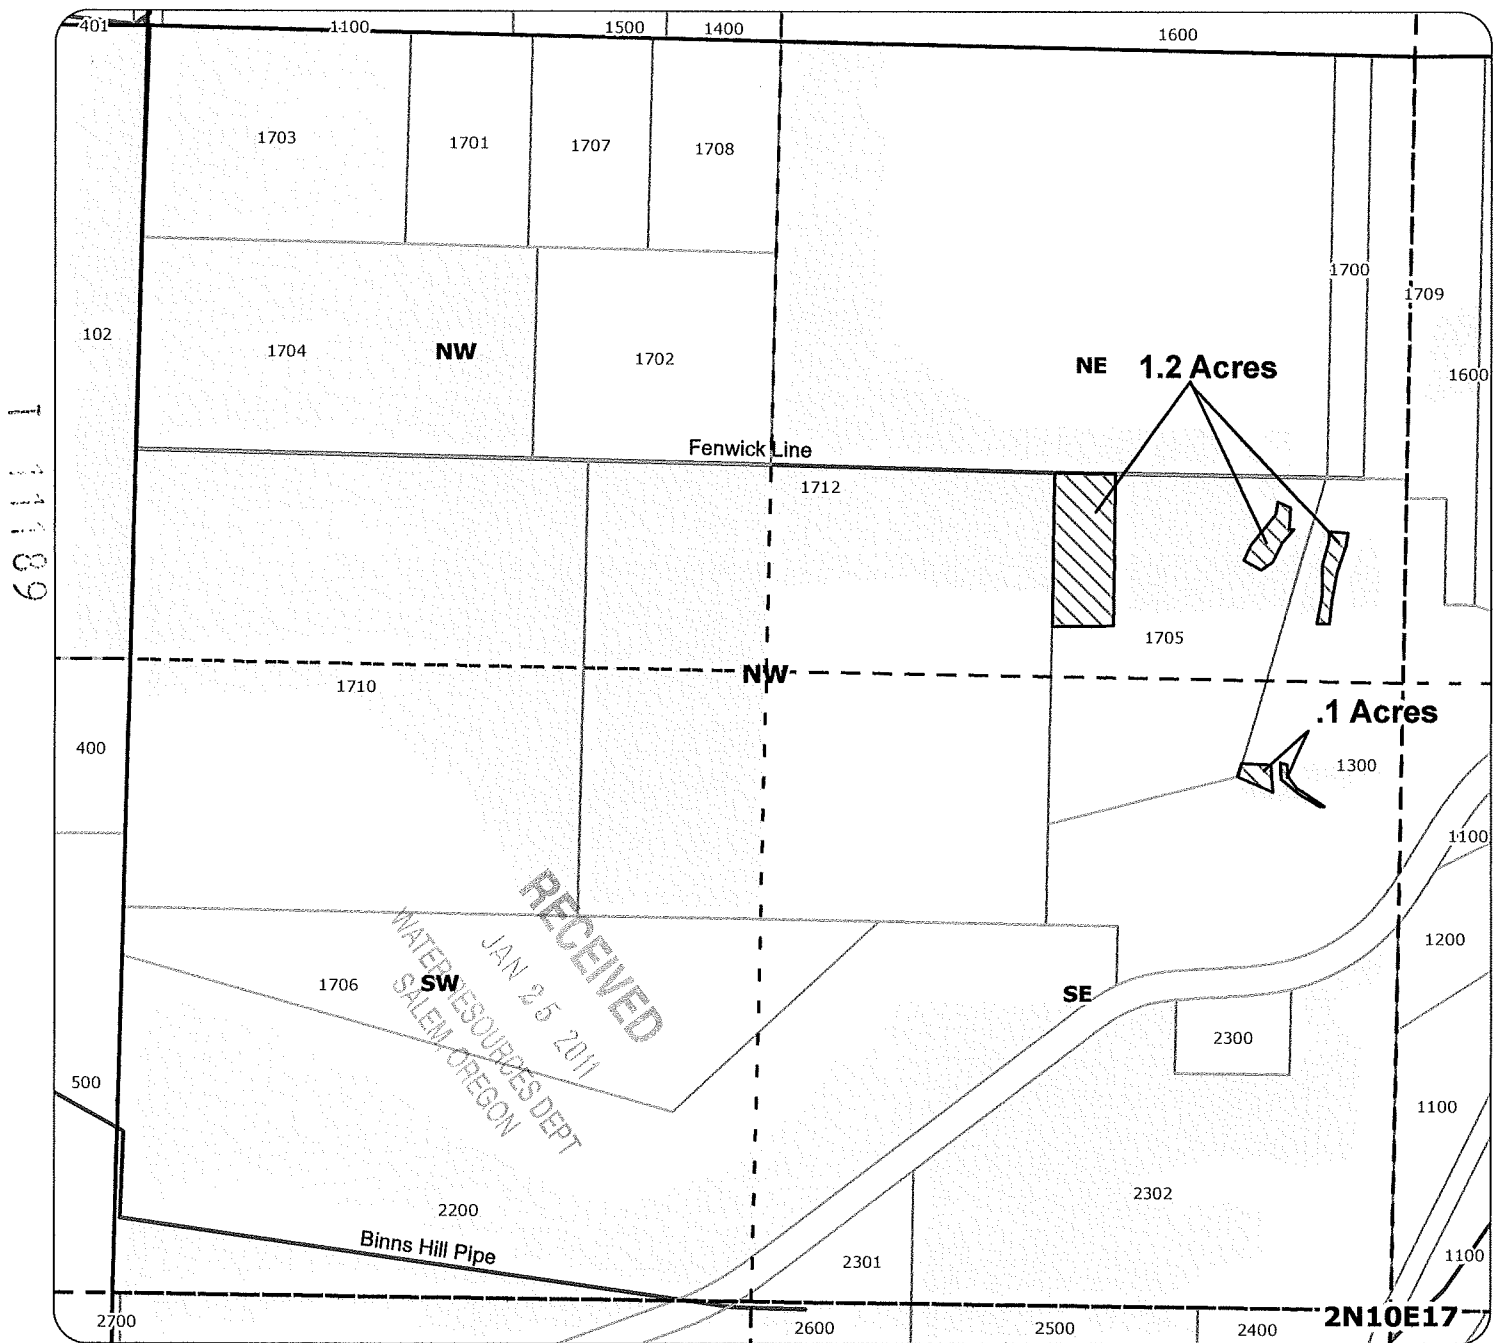 401
1100
1500
1400
1600
1703
1701
1707
1708
1700
1709
102
1704
NW
1702
NE
1.2 Acres
1600
T 11189
Fenwick Line
1712
1705
NW
1710
.1 Acres
400
1300
1100
RECEIVED
JAN 25 2011
WATER RESOURCES DEPT
SALEM, OREGON
1200
1706
SW
SE
2300
500
1100
2302
2200
Binns Hill Pipe
2301
1100
2N10E17
2700
2600
2500
2400